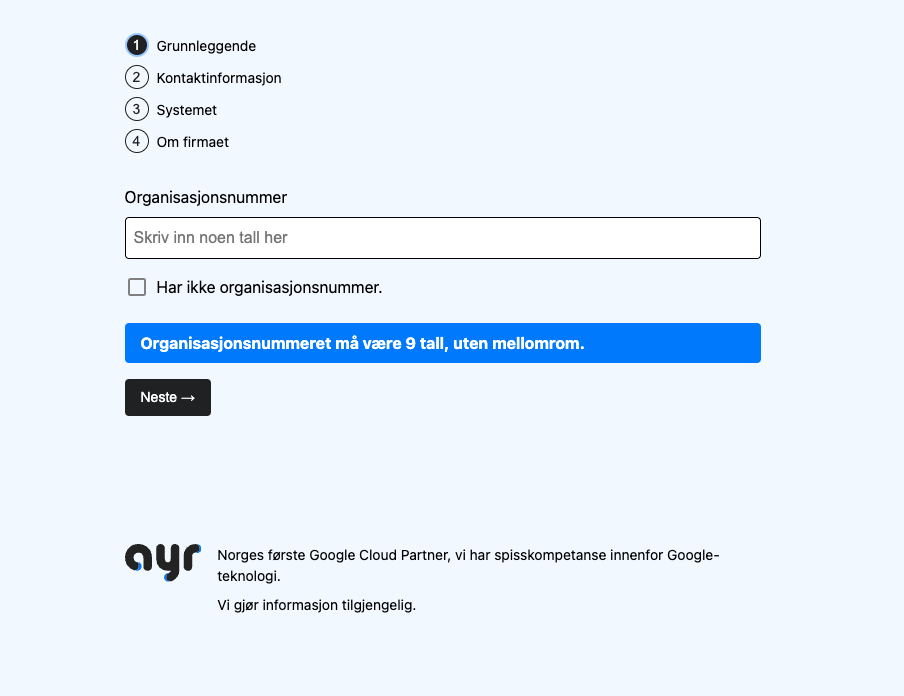 1 Grunnleggende
2 Kontaktinformasjon
3 Systemet
4 Om firmaet
Organisasjonsnummer
Skriv inn noen tall her
Har ikke organisasjonsnummer.
Organisasjonsnummeret må være 9 tall, uten mellomrom.
Neste →
ayr
Norges første Google Cloud Partner, vi har spisskompetanse innenfor Google-
teknologi.
Vi gjør informasjon tilgjengelig.